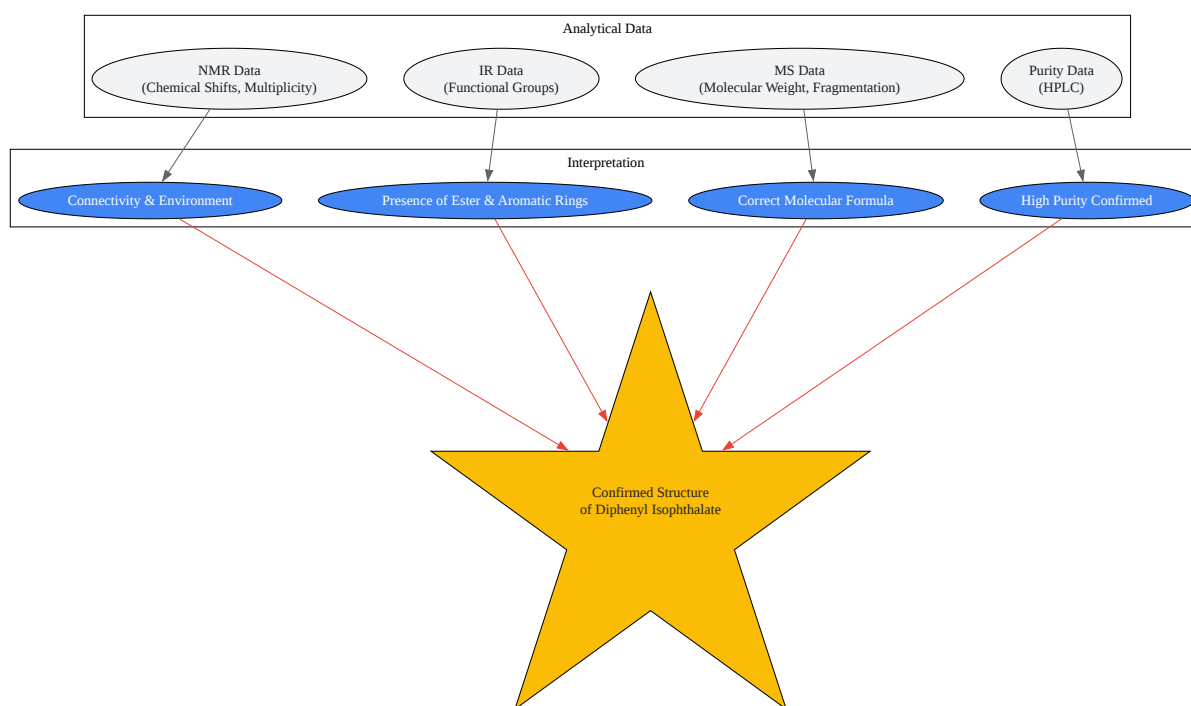 Analytical Data
NMR Data
(Chemical Shifts, Multiplicity)
IR Data
(Functional Groups)
MS Data
(Molecular Weight, Fragmentation)
Purity Data
(HPLC)
Interpretation
Connectivity & Environment
Presence of Ester & Aromatic Rings
Correct Molecular Formula
High Purity Confirmed
Confirmed Structure
of Diphenyl Isophthalate